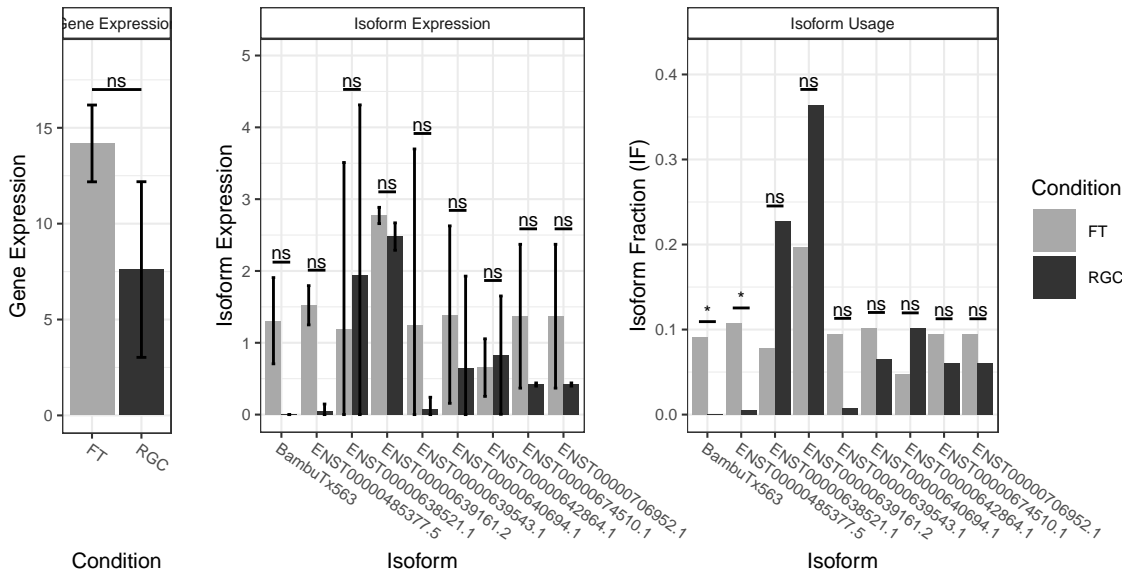 Gene Expression
Gene Expression
15
10
5
0
ns
FT
RGC
Condition
Isoform Expression
Isoform Expression
5
4
3
2
1
0
ns
ns
ns
ns
ns
ns
ns
ns
ns
BambuTx563
ENST00000485377.5
ENST00000638521.1
ENST00000639161.2
ENST00000639543.1
ENST00000640694.1
ENST00000642864.1
ENST00000674510.1
ENST00000706952.1
Isoform
Isoform Usage
Isoform Fraction (IF)
0.4
0.3
0.2
0.1
0.0
*
*
ns
ns
ns
ns
ns
ns
ns
BambuTx563
ENST00000485377.5
ENST00000638521.1
ENST00000639161.2
ENST00000639543.1
ENST00000640694.1
ENST00000642864.1
ENST00000674510.1
ENST00000706952.1
Isoform
Condition
FT
RGC